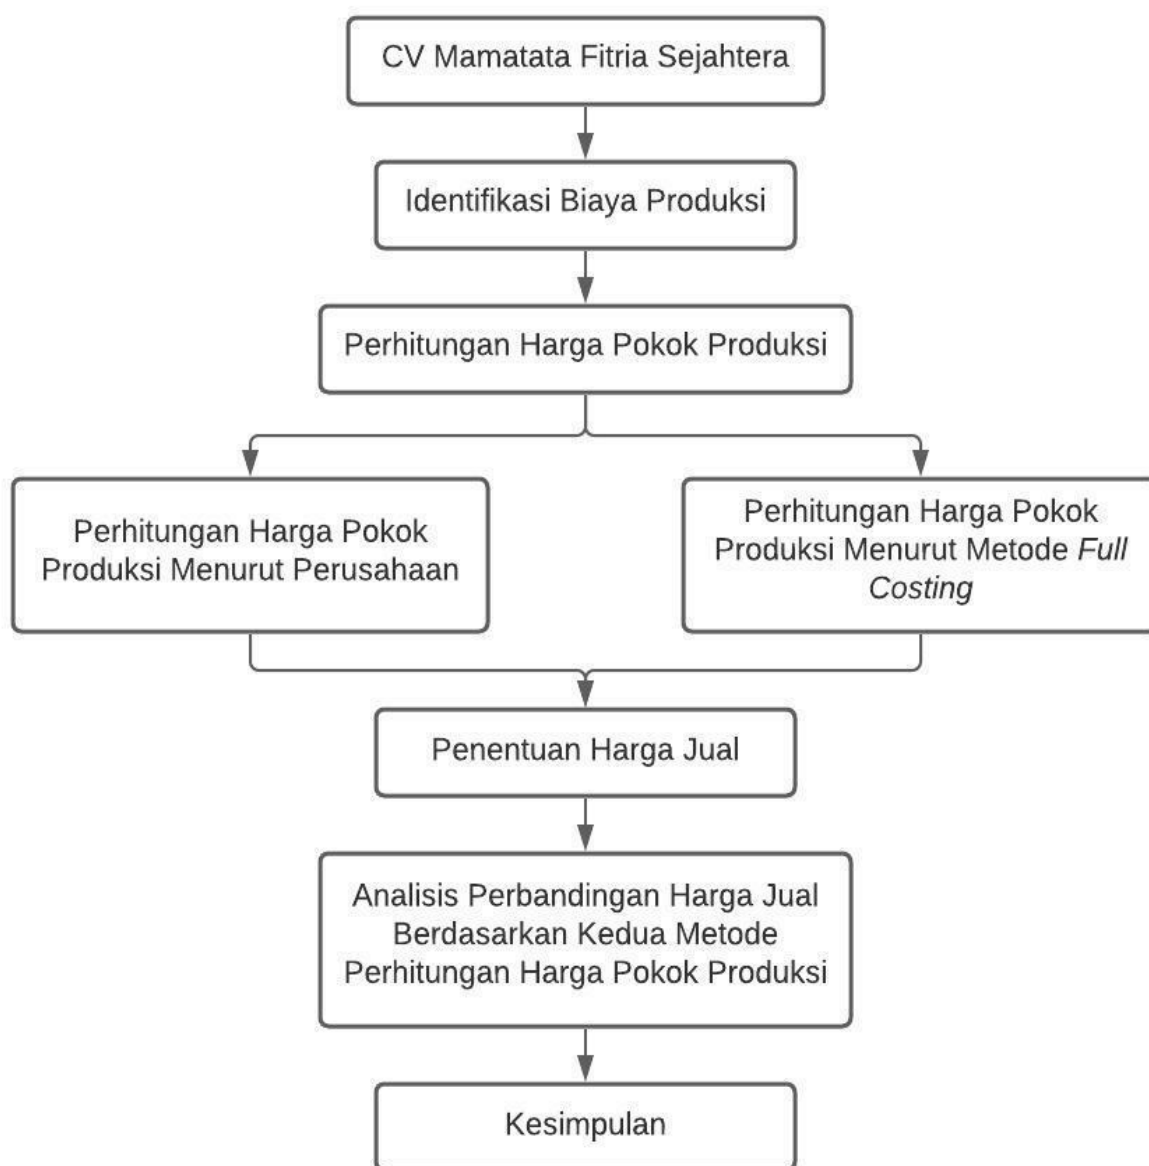 CV Mamatata Fitria Sejahtera
Identifikasi Biaya Produksi
Perhitungan Harga Pokok Produksi
Perhitungan Harga Pokok
Produksi Menurut Perusahaan
Perhitungan Harga Pokok
Produksi Menurut Metode Full
Costing
Penentuan Harga Jual
Analisis Perbandingan Harga Jual
Berdasarkan Kedua Metode
Perhitungan Harga Pokok Produksi
Kesimpulan